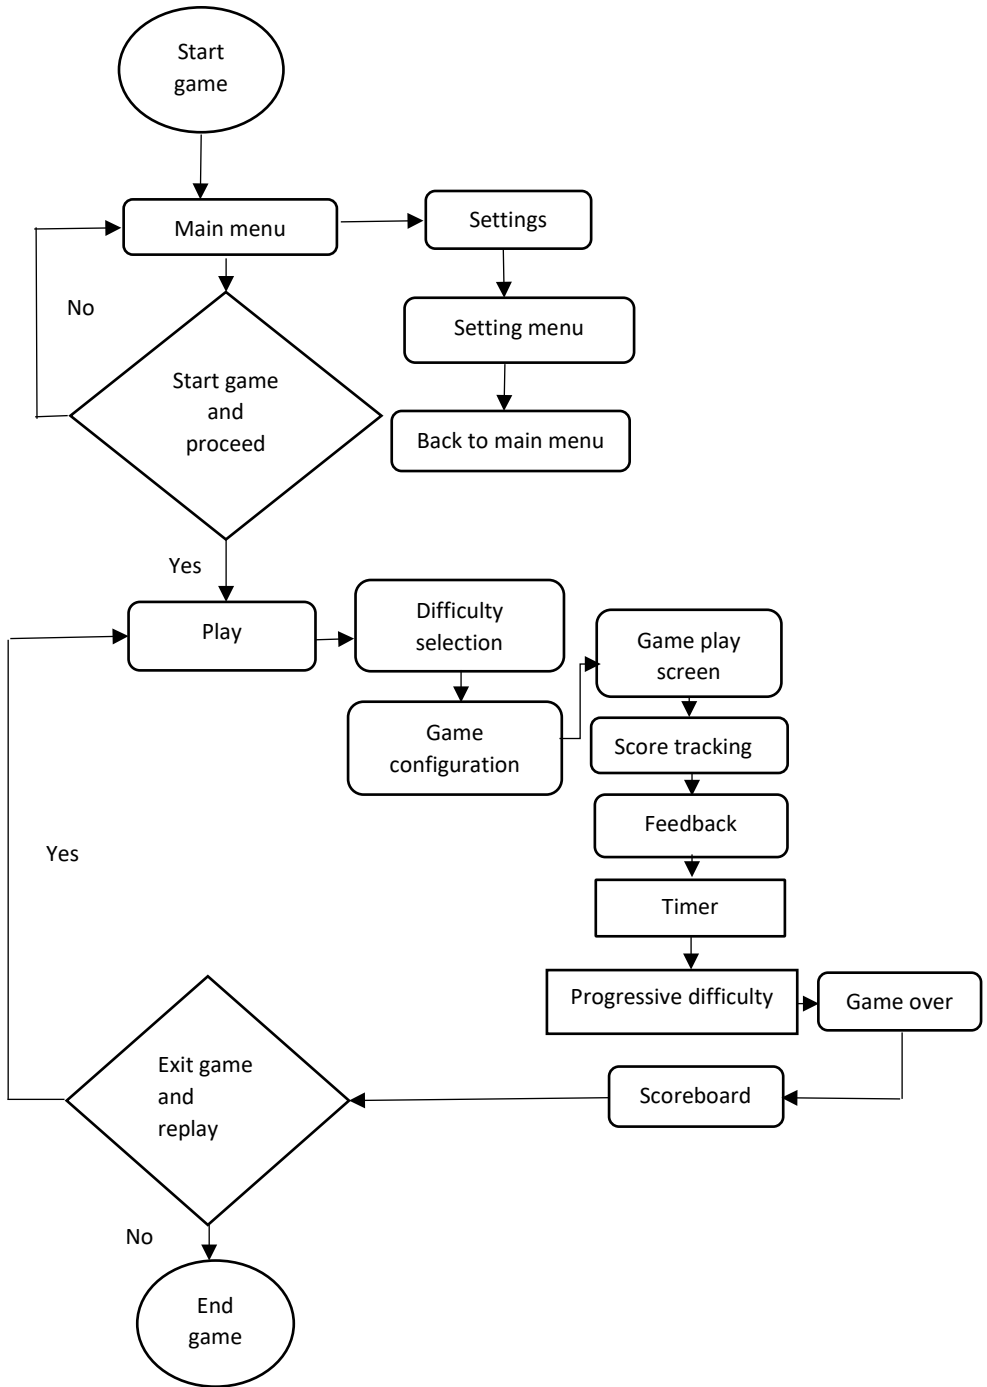 Start
game
Main menu
Settings
No
Setting menu
Start game
and
proceed
Back to main menu
Yes
Play
Difficulty
selection
Game play
screen
Game
configuration
Score tracking
Feedback
Yes
Timer
Progressive difficulty
Game over
Exit game
and
replay
Scoreboard
No
End
game